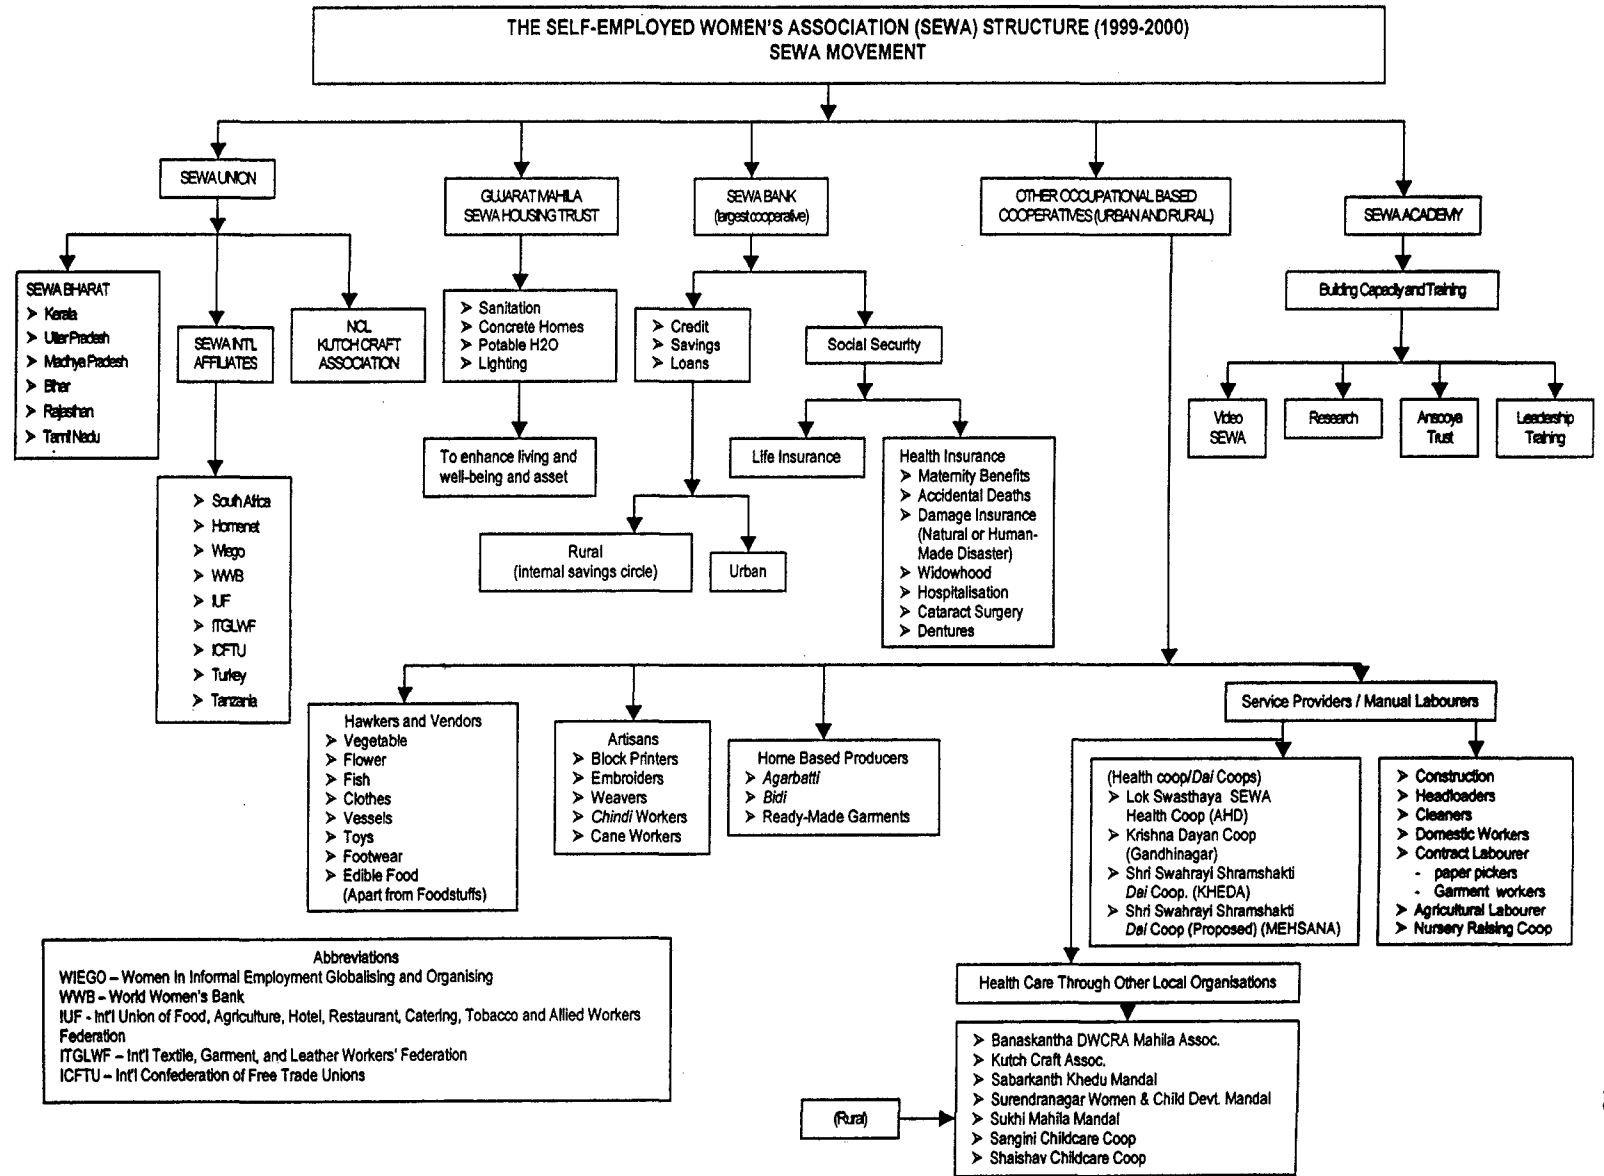 THE SELF-EMPLOYED WOMEN'S ASSOCIATION (SEWA) STRUCTURE (1999-2000)
SEWA MOVEMENT
SEWA UNION
GUJARAT MAHILA
SEWA HOUSING TRUST
SEWA BANK
(largest cooperative)
OTHER OCCUPATIONAL BASED
COOPERATIVES (URBAN AND RURAL)
SEWA ACADEMY
SEWA BHARAT
➤ Kerala
➤ Utter Pradesh
➤ Madhya Pradesh
➤ Bihar
➤ Rajasthan
➤ Tamil Nadu
SEWA INTL
AFFILIATES
NCL
KUTCH CRAFT
ASSOCIATION
➤ Sanitation
➤ Concrete Homes
➤ Potable H2O
➤ Lighting
➤ Credit
➤ Savings
➤ Loans
Social Security
Building Capacity and Training
Video
SEWA
Research
Anscoya
Trust
Leadership
Training
To enhance living and
well-being and asset
Life Insurance
Health Insurance
➤ Maternity Benefits
➤ Accidental Deaths
➤ Damage Insurance
(Natural or Human-
Made Disaster)
➤ Widowhood
➤ Hospitalisation
➤ Cataract Surgery
➤ Dentures
➤ South Africa
➤ Homenet
➤ Wiego
➤ WWB
➤ IUF
➤ ITGLWF
➤ ICFTU
➤ Turkey
➤ Tanzania
Rural
(internal savings circle)
Urban
Hawkers and Vendors
➤ Vegetable
➤ Flower
➤ Fish
➤ Clothes
➤ Vessels
➤ Toys
➤ Footwear
➤ Edible Food
(Apart from Foodstuffs)
Artisans
➤ Block Printers
➤ Embroiders
➤ Weavers
➤ Chindi Workers
➤ Cane Workers
Home Based Producers
➤ Agarbatti
➤ Bidi
➤ Ready-Made Garments
Service Providers / Manual Labourers
(Health coop/Dai Coops)
➤ Lok Swasthaya SEWA
Health Coop (AHD)
➤ Krishna Dayan Coop
(Gandhinagar)
➤ Shri Swahrayi Shramshakti
Dai Coop. (KHEDA)
➤ Shri Swahrayi Shramshakti
Dai Coop (Proposed) (MEHSANA)
➤ Construction
➤ Headloaders
➤ Cleaners
➤ Domestic Workers
➤ Contract Labourer
- paper pickers
- Garment workers
➤ Agricultural Labourer
➤ Nursery Raising Coop
Health Care Through Other Local Organisations
➤ Banaskantha DWCRA Mahila Assoc.
➤ Kutch Craft Assoc.
➤ Sabarkanth Khedu Mandal
➤ Surendranagar Women & Child Devt. Mandal
➤ Sukhi Mahila Mandal
➤ Sangini Childcare Coop
➤ Shaishav Childcare Coop
(Rural)
Abbreviations
WIEGO – Women in Informal Employment Globalising and Organising
WWB – World Women's Bank
IUF - Int'l Union of Food, Agriculture, Hotel, Restaurant, Catering, Tobacco and Allied Workers
Federation
ITGLWF – Int'l Textile, Garment, and Leather Workers' Federation
ICFTU – Int'l Confederation of Free Trade Unions